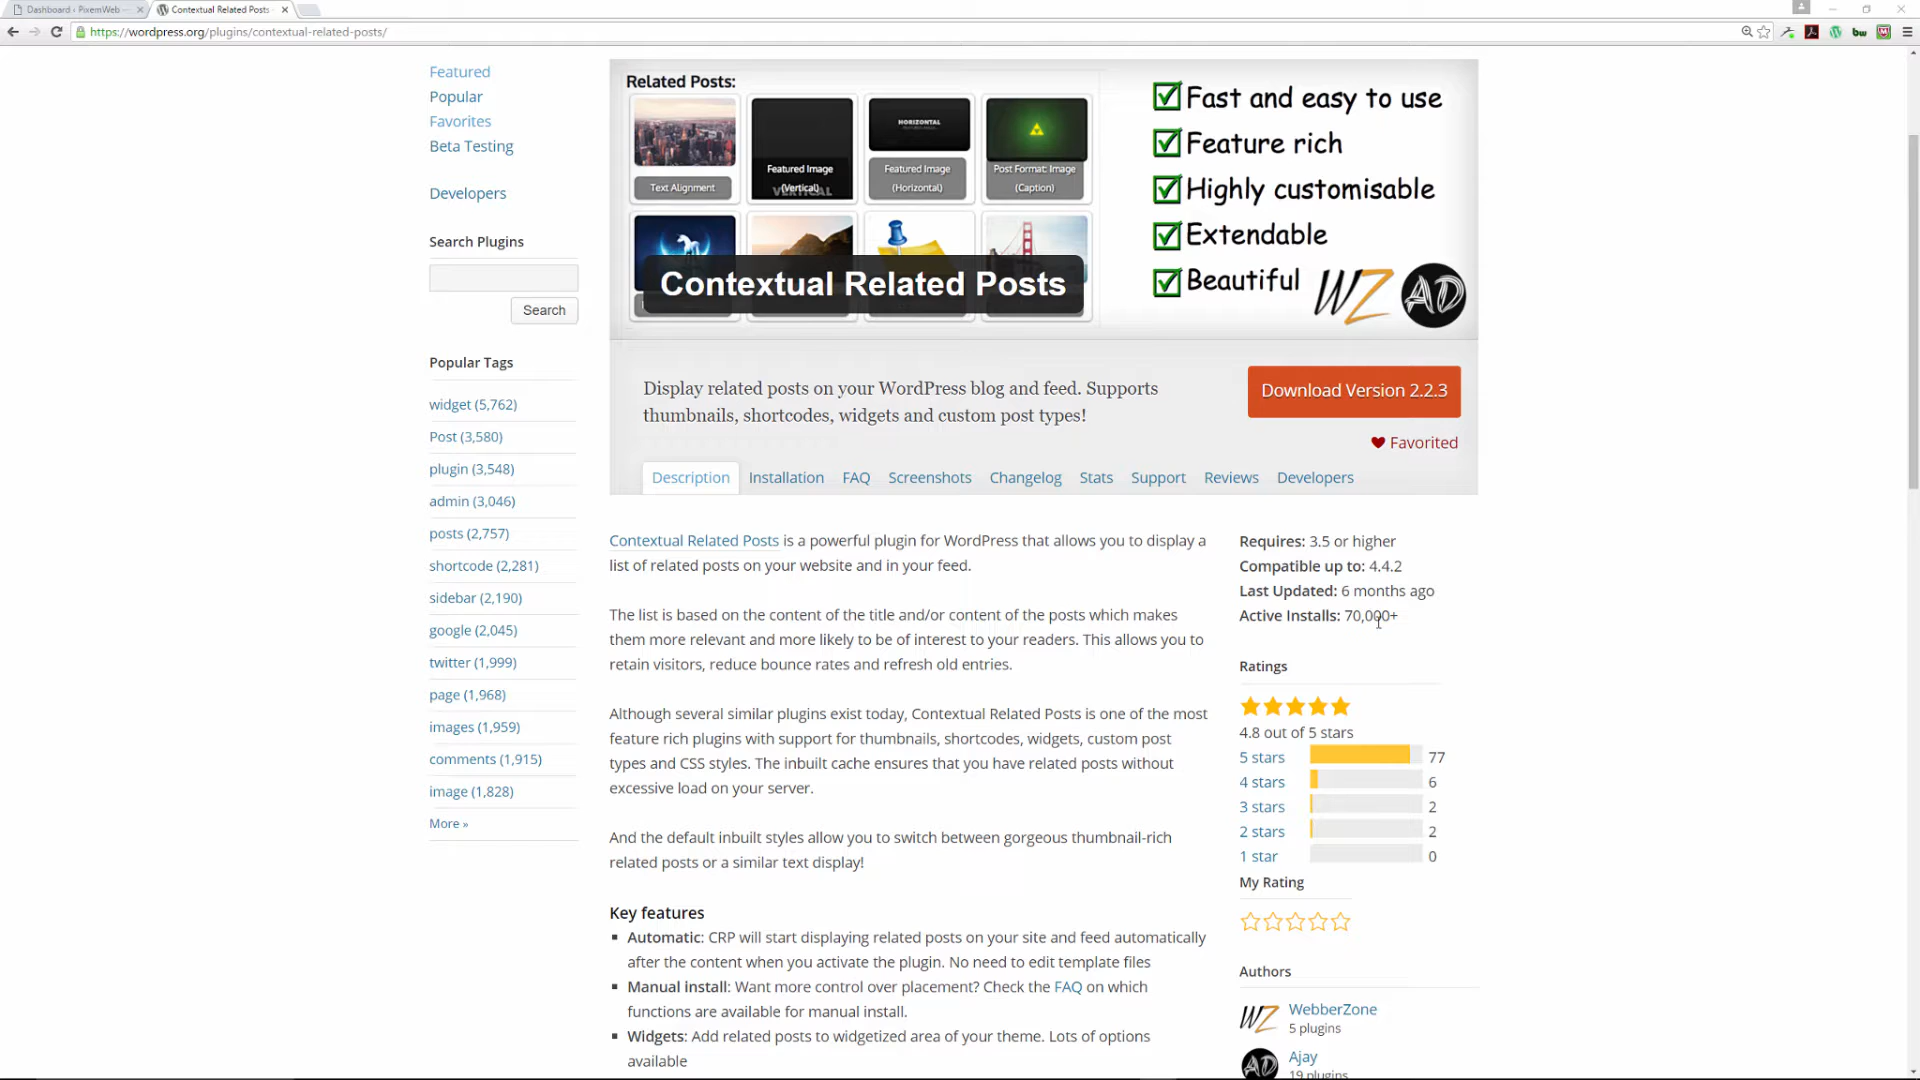 Dashboard ‹ PixemWeb
Contextual Related Posts
https://wordpress.org/plugins/contextual-related-posts/
Featured
Popular
Favorites
Beta Testing
Developers
Search Plugins
Search
Popular Tags
widget (5,762)
Post (3,580)
plugin (3,548)
admin (3,046)
posts (2,757)
shortcode (2,281)
sidebar (2,190)
google (2,045)
twitter (1,999)
page (1,968)
images (1,959)
comments (1,915)
image (1,828)
More »
Related Posts:
Text Alignment
Featured Image
(Vertical)
VERTICAL
HORIZONTAL
Featured Image
(Horizontal)
Post Format: Image
(Caption)
Contextual Related Posts
Fast and easy to use
Feature rich
Highly customisable
Extendable
Beautiful WZ AD
Display related posts on your WordPress blog and feed. Supports
thumbnails, shortcodes, widgets and custom post types!
Download Version 2.2.3
Favorited
Description Installation FAQ Screenshots Changelog Stats Support Reviews Developers
Contextual Related Posts is a powerful plugin for WordPress that allows you to display a
list of related posts on your website and in your feed.
The list is based on the content of the title and/or content of the posts which makes
them more relevant and more likely to be of interest to your readers. This allows you to
retain visitors, reduce bounce rates and refresh old entries.
Although several similar plugins exist today, Contextual Related Posts is one of the most
feature rich plugins with support for thumbnails, shortcodes, widgets, custom post
types and CSS styles. The inbuilt cache ensures that you have related posts without
excessive load on your server.
And the default inbuilt styles allow you to switch between gorgeous thumbnail-rich
related posts or a similar text display!
Key features
Automatic: CRP will start displaying related posts on your site and feed automatically
after the content when you activate the plugin. No need to edit template files
Manual install: Want more control over placement? Check the FAQ on which
functions are available for manual install.
Widgets: Add related posts to widgetized area of your theme. Lots of options
available
Requires: 3.5 or higher
Compatible up to: 4.4.2
Last Updated: 6 months ago
Active Installs: 70,000+
Ratings
4.8 out of 5 stars
5 stars 77
4 stars 6
3 stars 2
2 stars 2
1 star 0
My Rating
Authors
WZ WebberZone
5 plugins
AD Ajay
19 plugins